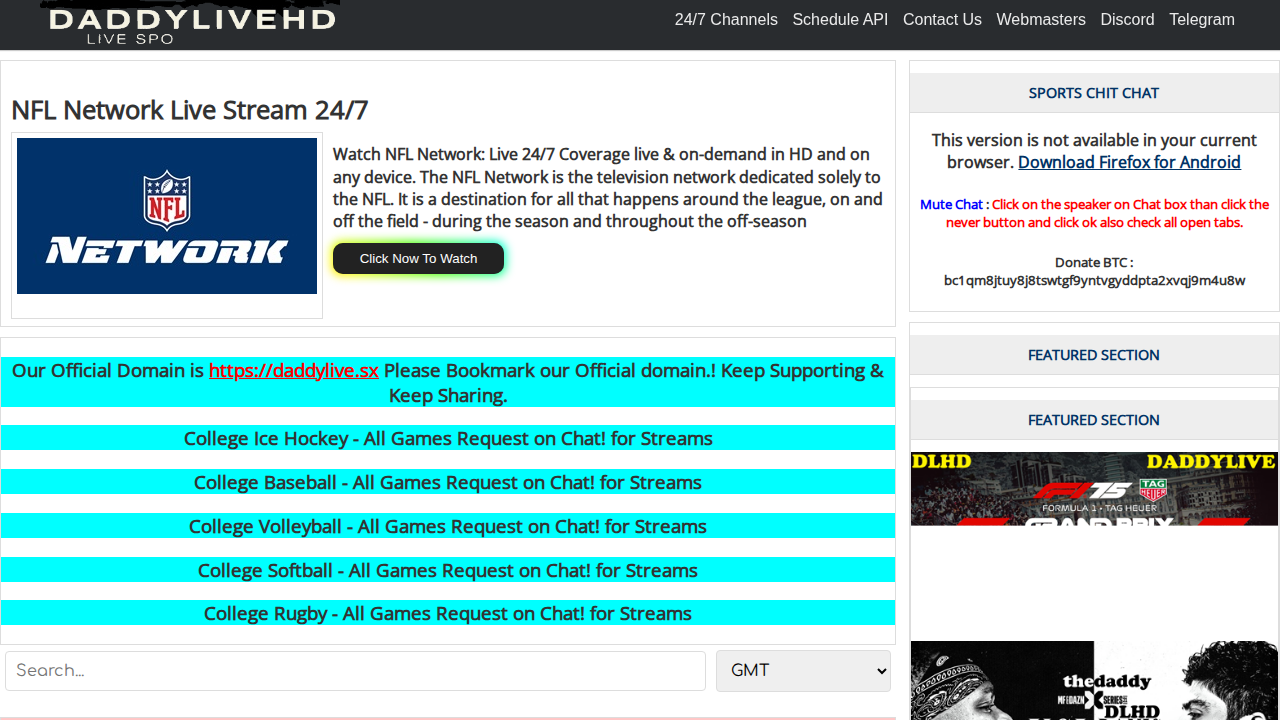 DADDYLIVEHD
LIVE SPO
24/7 Channels Schedule API Contact Us Webmasters Discord Telegram
NFL Network Live Stream 24/7
NFL
NETWORK
Watch NFL Network: Live 24/7 Coverage live & on-demand in HD and on
any device. The NFL Network is the television network dedicated solely to
the NFL. It is a destination for all that happens around the league, on and
off the field - during the season and throughout the off-season
Click Now To Watch
Our Official Domain is https://daddylive.sx Please Bookmark our Official domain.! Keep Supporting &
Keep Sharing.
College Ice Hockey - All Games Request on Chat! for Streams
College Baseball - All Games Request on Chat! for Streams
College Volleyball - All Games Request on Chat! for Streams
College Softball - All Games Request on Chat! for Streams
College Rugby - All Games Request on Chat! for Streams
Search...
GMT
SPORTS CHIT CHAT
This version is not available in your current
browser. Download Firefox for Android
Mute Chat : Click on the speaker on Chat box than click the
never button and click ok also check all open tabs.
Donate BTC :
bc1qm8jtuy8j8tswtgf9yntvgyddpta2xvqj9m4u8w
FEATURED SECTION
FEATURED SECTION
DLHD DADDYLIVE
F1 75 TAG HEUER
FORMULA 1 • TAG HEUER
GRAND PRIX
thedaddy
DLHD